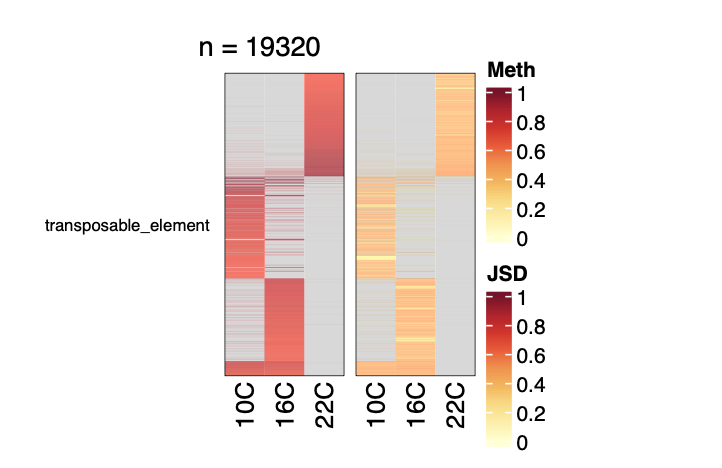 n = 19320
transposable_element
10C
16C
22C
10C
16C
22C
Meth
1
0.8
0.6
0.4
0.2
0
JSD
1
0.8
0.6
0.4
0.2
0